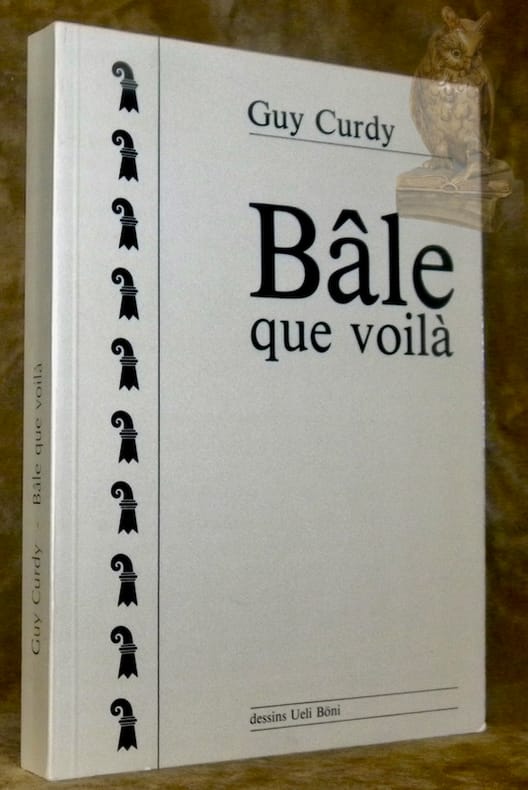 Guy Curdy
Bâle
que voilà
dessins Ueli Böni
Guy Curdy - Bâle que voilà